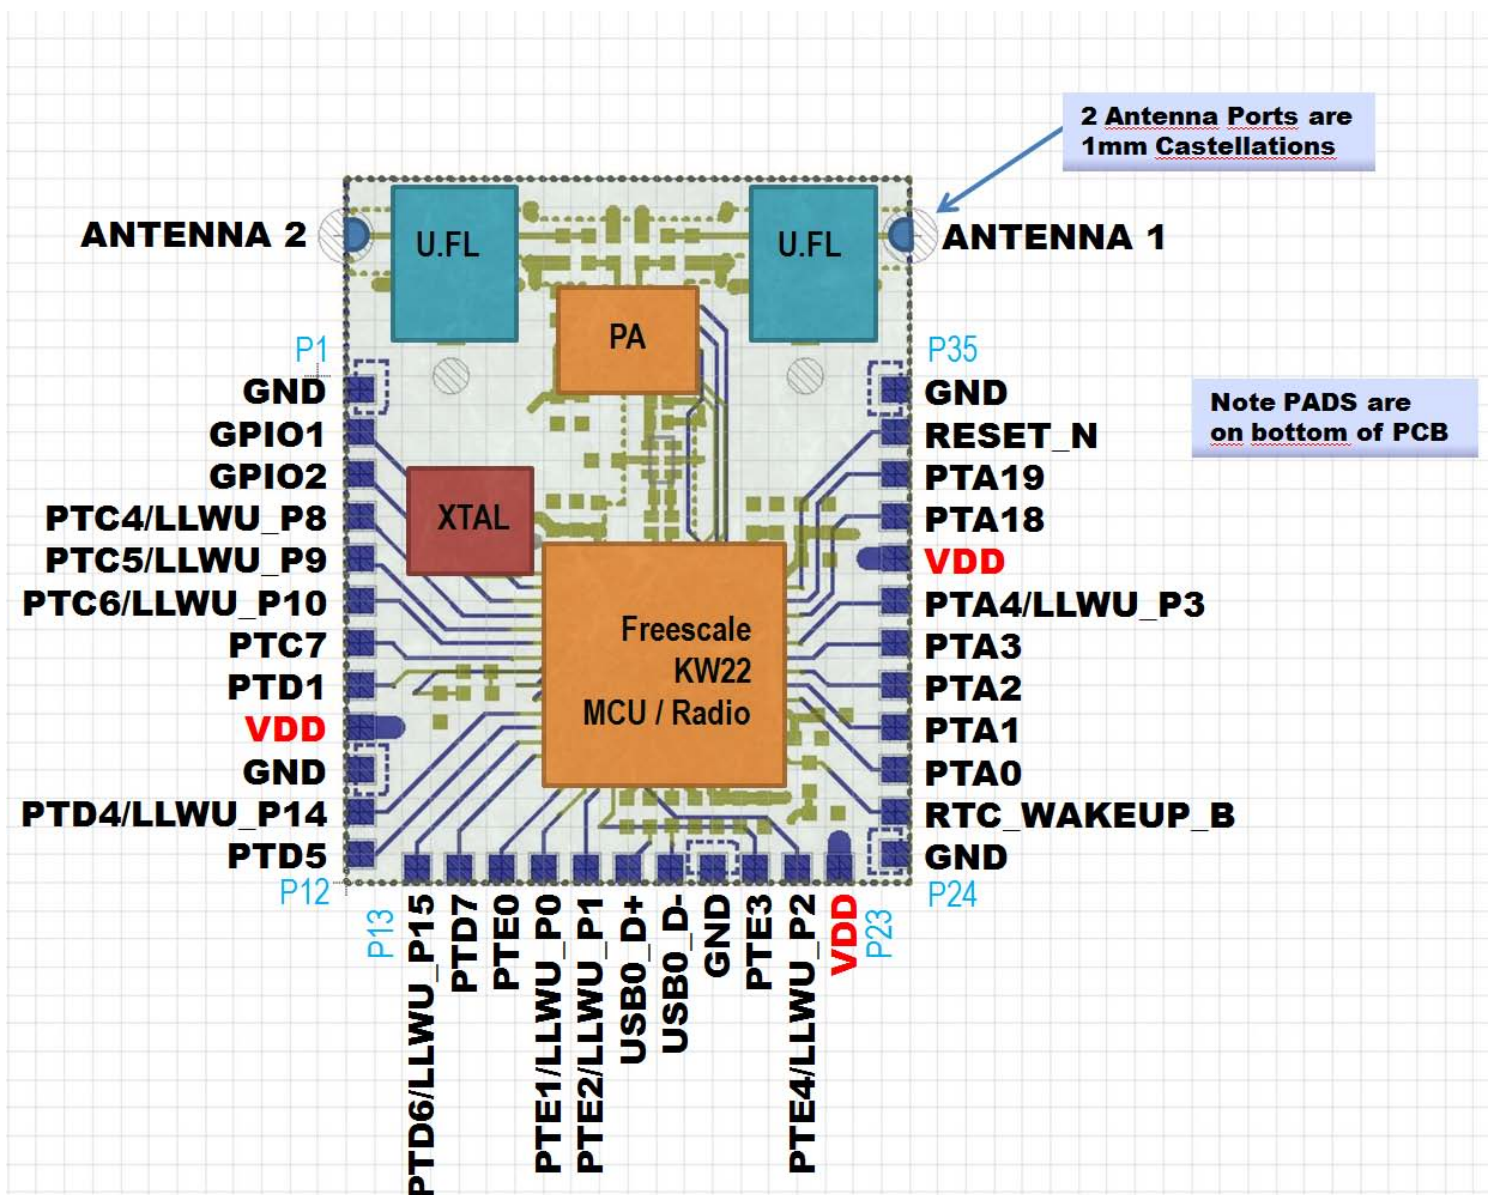 2 Antenna Ports are
1mm Castellations
ANTENNA 2
U.FL
U.FL
ANTENNA 1
PA
P1
P35
GND
GPIO1
GPIO2
PTC4/LLWU_P8
PTC5/LLWU_P9
PTC6/LLWU_P10
PTC7
PTD1
VDD
GND
PTD4/LLWU_P14
PTD5
P12
XTAL
Freescale
KW22
MCU / Radio
GND
RESET_N
PTA19
PTA18
VDD
PTA4/LLWU_P3
PTA3
PTA2
PTA1
PTA0
RTC_WAKEUP_B
GND
P24
Note PADS are
on bottom of PCB
P13
PTD6/LLWU_P15
PTD7
PTE0
PTE1/LLWU_P0
PTE2/LLWU_P1
USB0_D+
USB0_D-
GND
PTE3
PTE4/LLWU_P2
VDD
P23